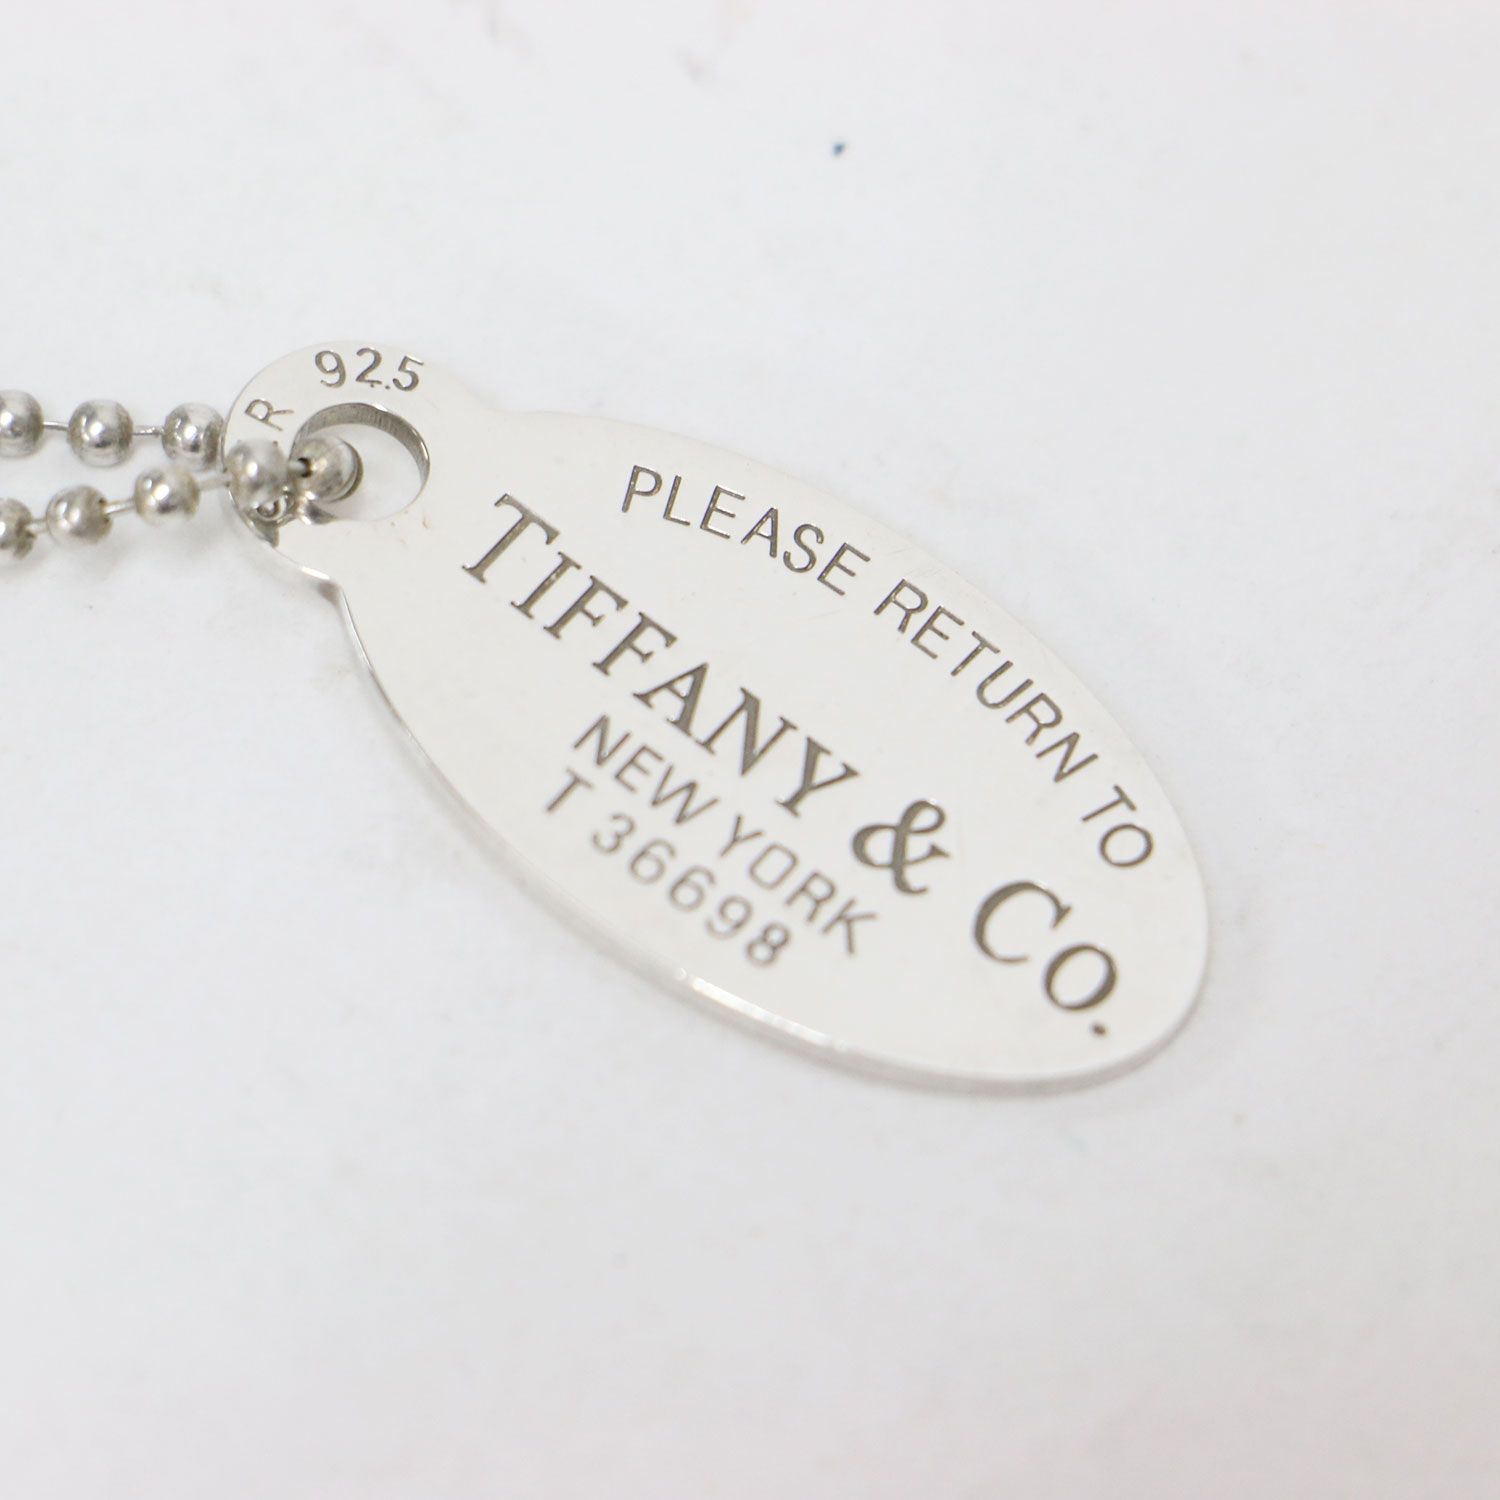 925
PLEASE RETURN TO
TIFFANY & CO.
NEW YORK
T 36698